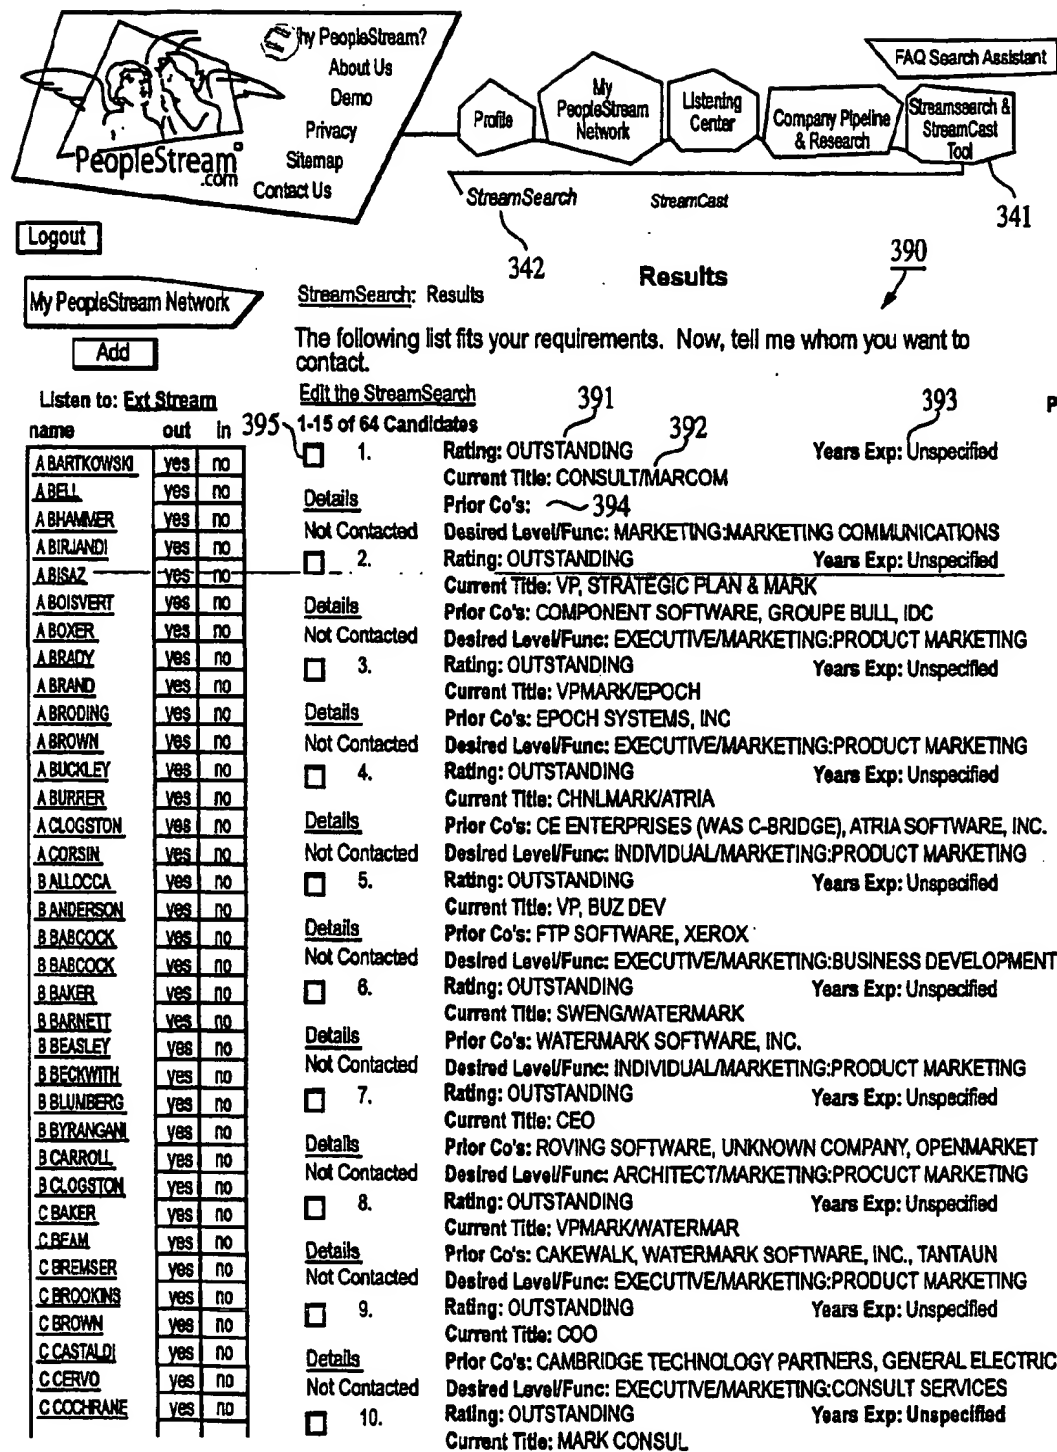 Why PeopleStream?
About Us
Demo
Privacy
Sitemap
Contact Us
PeopleStream
.com
FAQ Search Assistant
Profile
My PeopleStream Network
Listening Center
Company Pipeline & Research
Streamsearch & StreamCast Tool
StreamSearch
StreamCast
341
342
Logout
390
Results
My PeopleStream Network
StreamSearch: Results
The following list fits your requirements. Now, tell me whom you want to
contact.
Add
Edit the StreamSearch
391
393
P
Listen to: Ext Stream
name out in
395
1-15 of 64 Candidates
392
A BARTKOWSKI yes no
A BELL yes no
A BHAMMER yes no
A BIRJANDI yes no
A BISAZ yes no
A BOISVERT yes no
A BOXER yes no
A BRADY yes no
A BRAND yes no
A BRODING yes no
A BROWN yes no
A BUCKLEY yes no
A BURRER yes no
A CLOGSTON yes no
A CORSIN yes no
B ALLOCCA yes no
B ANDERSON yes no
B BABCOCK yes no
B BABCOCK yes no
B BAKER yes no
B BARNETT yes no
B BEASLEY yes no
B BECKWITH yes no
B BLUMBERG yes no
B BYRANGANI yes no
B CARROLL yes no
B CLOGSTON yes no
C BAKER yes no
C BEAM yes no
C BREMSER yes no
C BROOKINS yes no
C BROWN yes no
C CASTALDI yes no
C CERVO yes no
C COCHRANE yes no
1. Rating: OUTSTANDING Years Exp: Unspecified
Current Title: CONSULT/MARCOM
Details Prior Co's: 394
Not Contacted Desired Level/Func: MARKETING:MARKETING COMMUNICATIONS
2. Rating: OUTSTANDING Years Exp: Unspecified
Current Title: VP, STRATEGIC PLAN & MARK
Details Prior Co's: COMPONENT SOFTWARE, GROUPE BULL, IDC
Not Contacted Desired Level/Func: EXECUTIVE/MARKETING:PRODUCT MARKETING
3. Rating: OUTSTANDING Years Exp: Unspecified
Current Title: VPMARK/EPOCH
Details Prior Co's: EPOCH SYSTEMS, INC
Not Contacted Desired Level/Func: EXECUTIVE/MARKETING:PRODUCT MARKETING
4. Rating: OUTSTANDING Years Exp: Unspecified
Current Title: CHNLMARK/ATRIA
Details Prior Co's: CE ENTERPRISES (WAS C-BRIDGE), ATRIA SOFTWARE, INC.
Not Contacted Desired Level/Func: INDIVIDUAL/MARKETING:PRODUCT MARKETING
5. Rating: OUTSTANDING Years Exp: Unspecified
Current Title: VP, BUZ DEV
Details Prior Co's: FTP SOFTWARE, XEROX
Not Contacted Desired Level/Func: EXECUTIVE/MARKETING:BUSINESS DEVELOPMENT
6. Rating: OUTSTANDING Years Exp: Unspecified
Current Title: SWENG/WATERMARK
Details Prior Co's: WATERMARK SOFTWARE, INC.
Not Contacted Desired Level/Func: INDIVIDUAL/MARKETING:PRODUCT MARKETING
7. Rating: OUTSTANDING Years Exp: Unspecified
Current Title: CEO
Details Prior Co's: ROVING SOFTWARE, UNKNOWN COMPANY, OPENMARKET
Not Contacted Desired Level/Func: ARCHITECT/MARKETING:PROCUCT MARKETING
8. Rating: OUTSTANDING Years Exp: Unspecified
Current Title: VPMARK/WATERMAR
Details Prior Co's: CAKEWALK, WATERMARK SOFTWARE, INC., TANTAUN
Not Contacted Desired Level/Func: EXECUTIVE/MARKETING:PRODUCT MARKETING
9. Rating: OUTSTANDING Years Exp: Unspecified
Current Title: COO
Details Prior Co's: CAMBRIDGE TECHNOLOGY PARTNERS, GENERAL ELECTRIC
Not Contacted Desired Level/Func: EXECUTIVE/MARKETING:CONSULT SERVICES
10. Rating: OUTSTANDING Years Exp: Unspecified
Current Title: MARK CONSUL